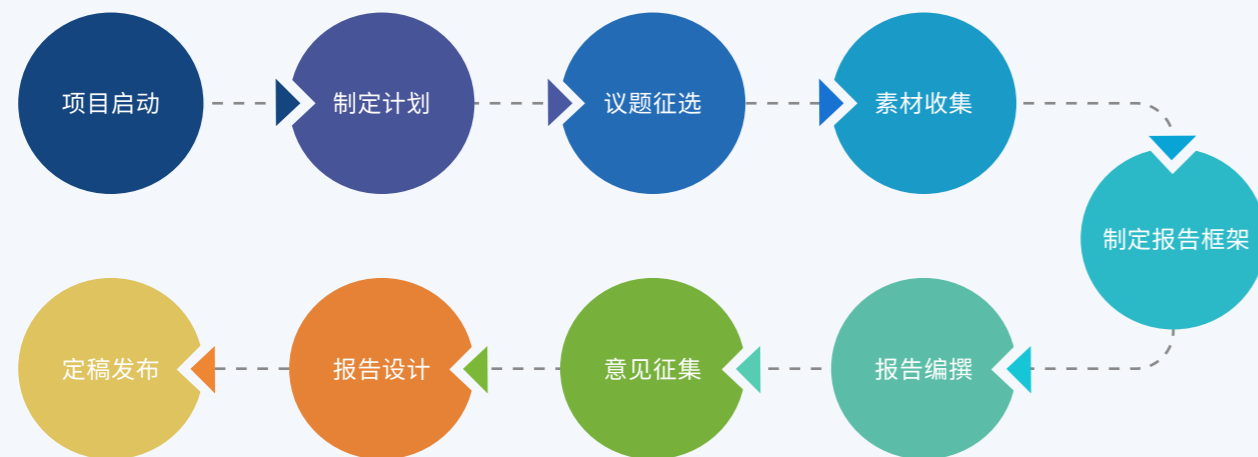 项目启动
制定计划
议题征选
素材收集
制定报告框架
报告编撰
意见征集
报告设计
定稿发布